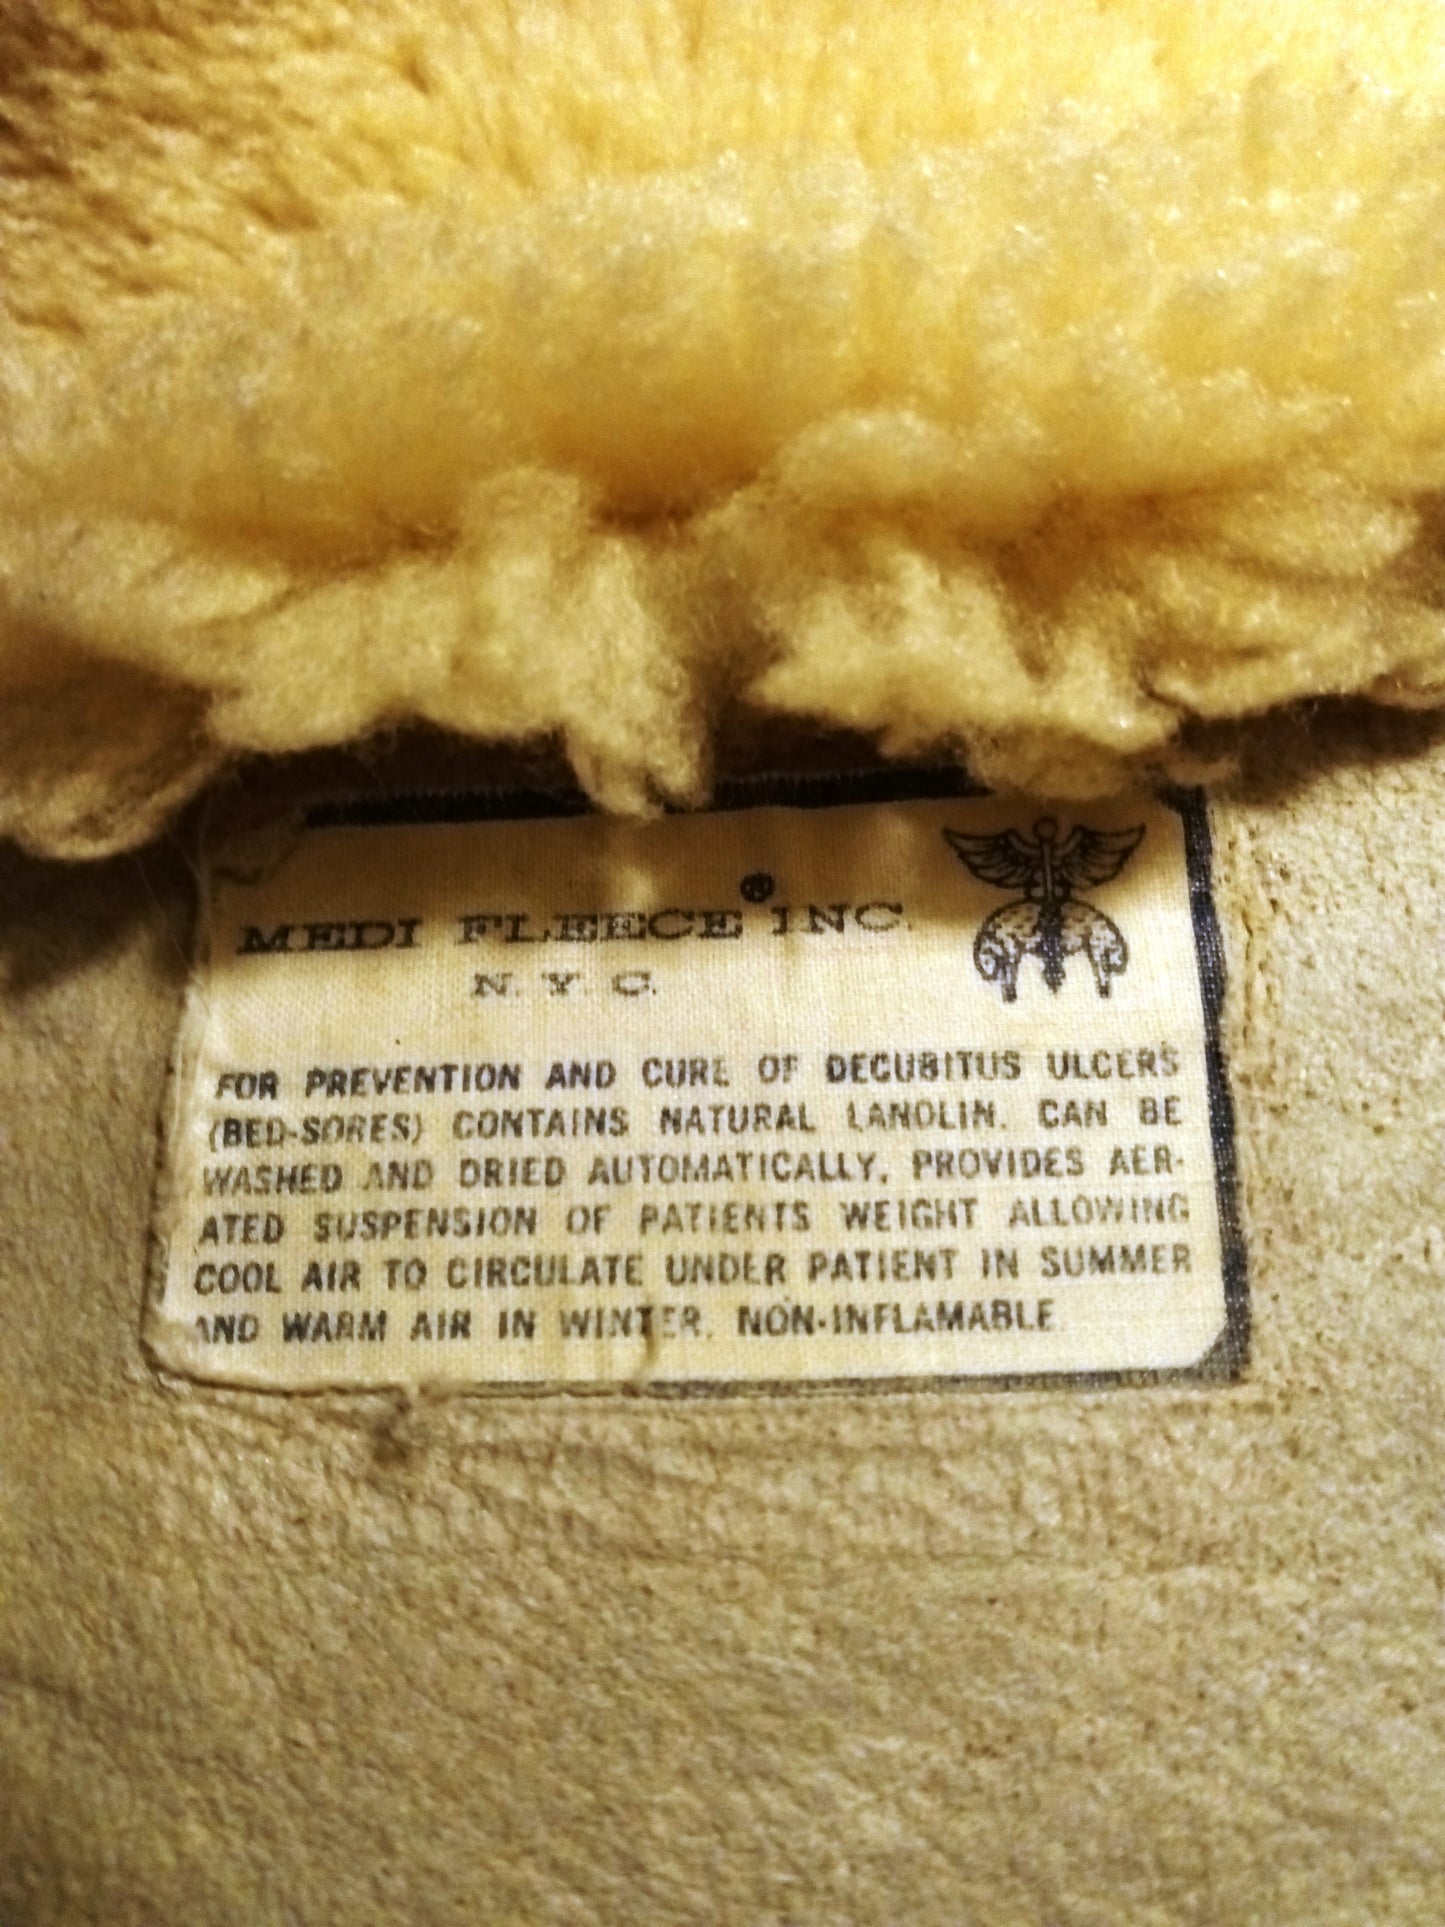 MEDI FLEECE® INC.
N. Y. C.
FOR PREVENTION AND CURE OF DECUBITUS ULCERS
(BED-SORES) CONTAINS NATURAL LANOLIN. CAN BE
WASHED AND DRIED AUTOMATICALLY, PROVIDES AER-
ATED SUSPENSION OF PATIENTS WEIGHT ALLOWING
COOL AIR TO CIRCULATE UNDER PATIENT IN SUMMER
AND WARM AIR IN WINTER. NON-INFLAMABLE